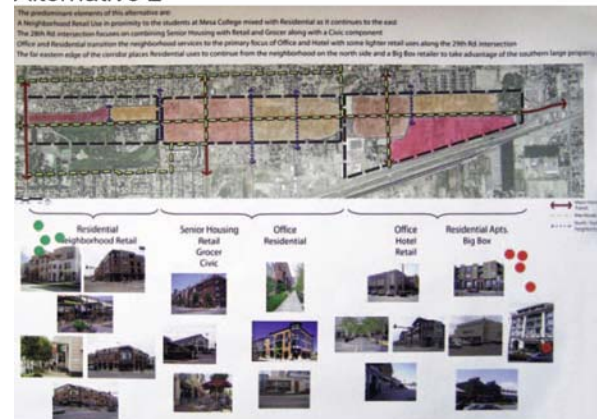 The predominant elements of this alternative are:
A Neighborhood Retail Use in proximity to the students at Mesa College mixed with Residential as it continues to the east
The 28th Rd intersection focuses on combining Senior Housing with Retail and Grocer along with a Civic component
Office and Residential transition the neighborhood services to the primary focus of Office and Hotel with some lighter retail uses along the 29th Rd. intersection
The far eastern edge of the corridor places Residential uses to continue from the neighborhood on the north side and a Big Box retailer to take advantage of the southern large property
Residential
Neighborhood Retail
Senior Housing
Retail
Grocer
Civic
Office
Residential
Office
Hotel
Retail
Residential Apts.
Big Box